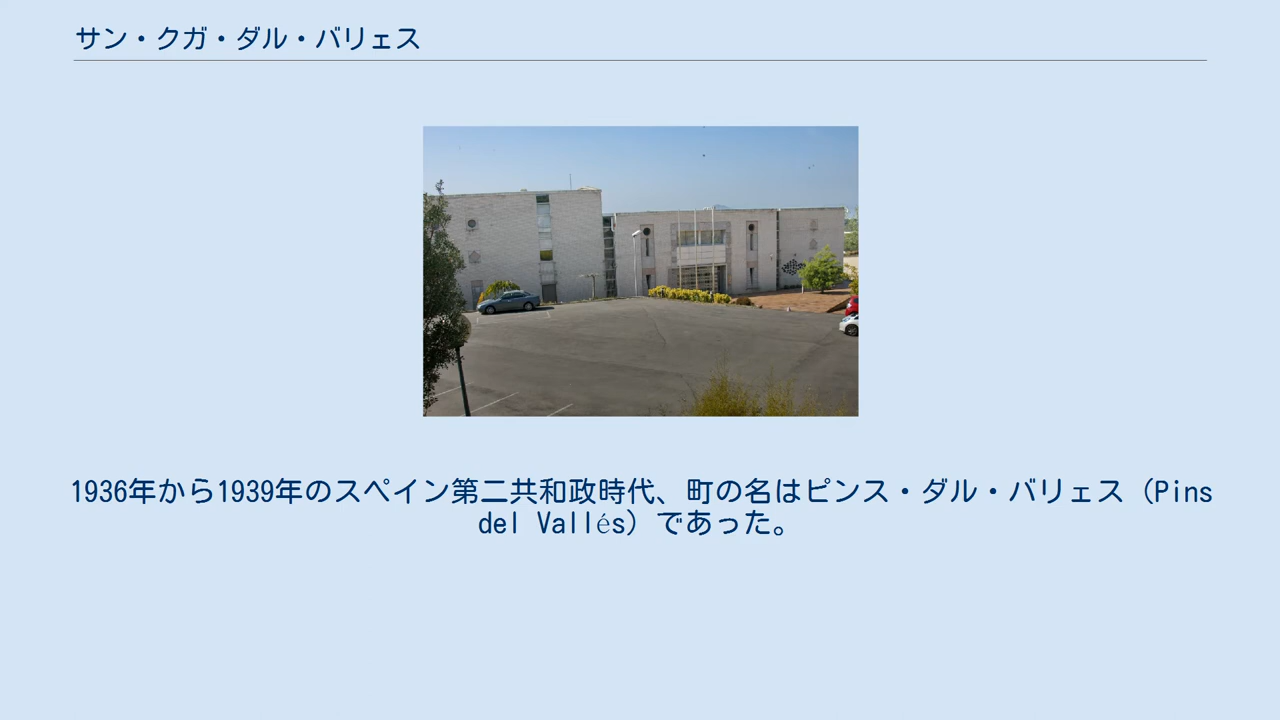 サン・クガ・ダル・バリェス
1936年から1939年のスペイン第二共和政時代、町の名はピンス・ダル・バリェス（Pins
del Vallés）であった。